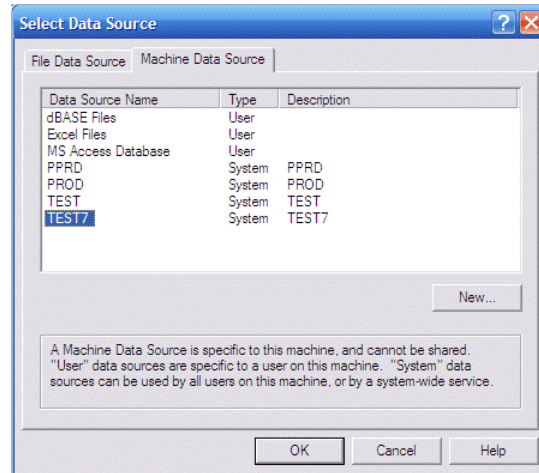 Select Data Source
File Data Source Machine Data Source
Data Source Name Type Description
dBASE Files User
Excel Files User
MS Access Database User
PPRD System PPRD
PROD System PROD
TEST System TEST
TEST7 System TEST7
New...
A Machine Data Source is specific to this machine, and cannot be shared.
"User" data sources are specific to a user on this machine. "System" data
sources can be used by all users on this machine, or by a system-wide service.
OK Cancel Help